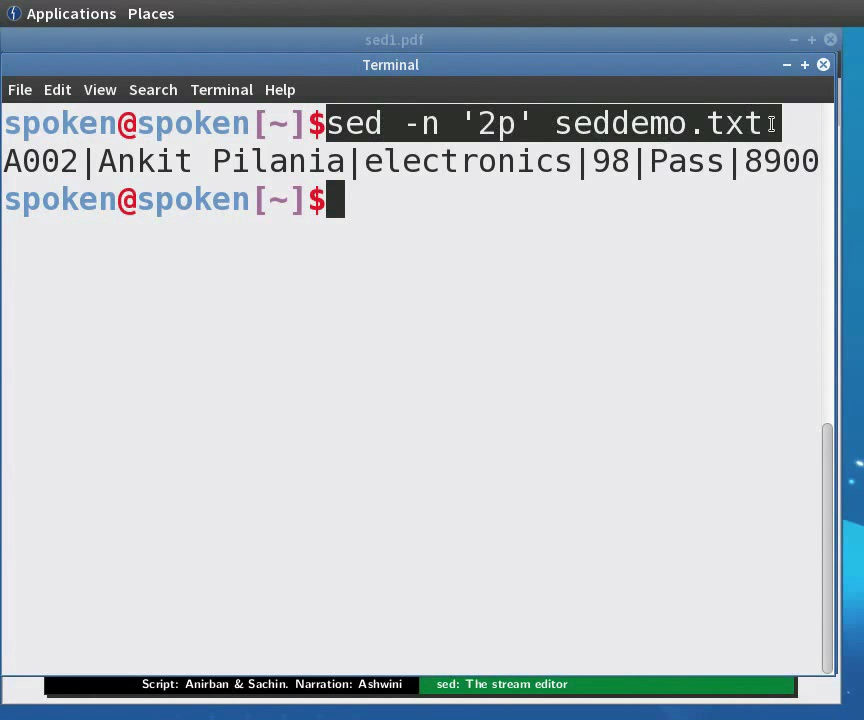 Applications Places
sed1.pdf
Terminal
File Edit View Search Terminal Help
spoken@spoken[~]$sed -n '2p' seddemo.txt
A002|Ankit Pilania|electronics|98|Pass|8900
spoken@spoken[~]$
Script: Anirban & Sachin. Narration: Ashwini sed: The stream editor